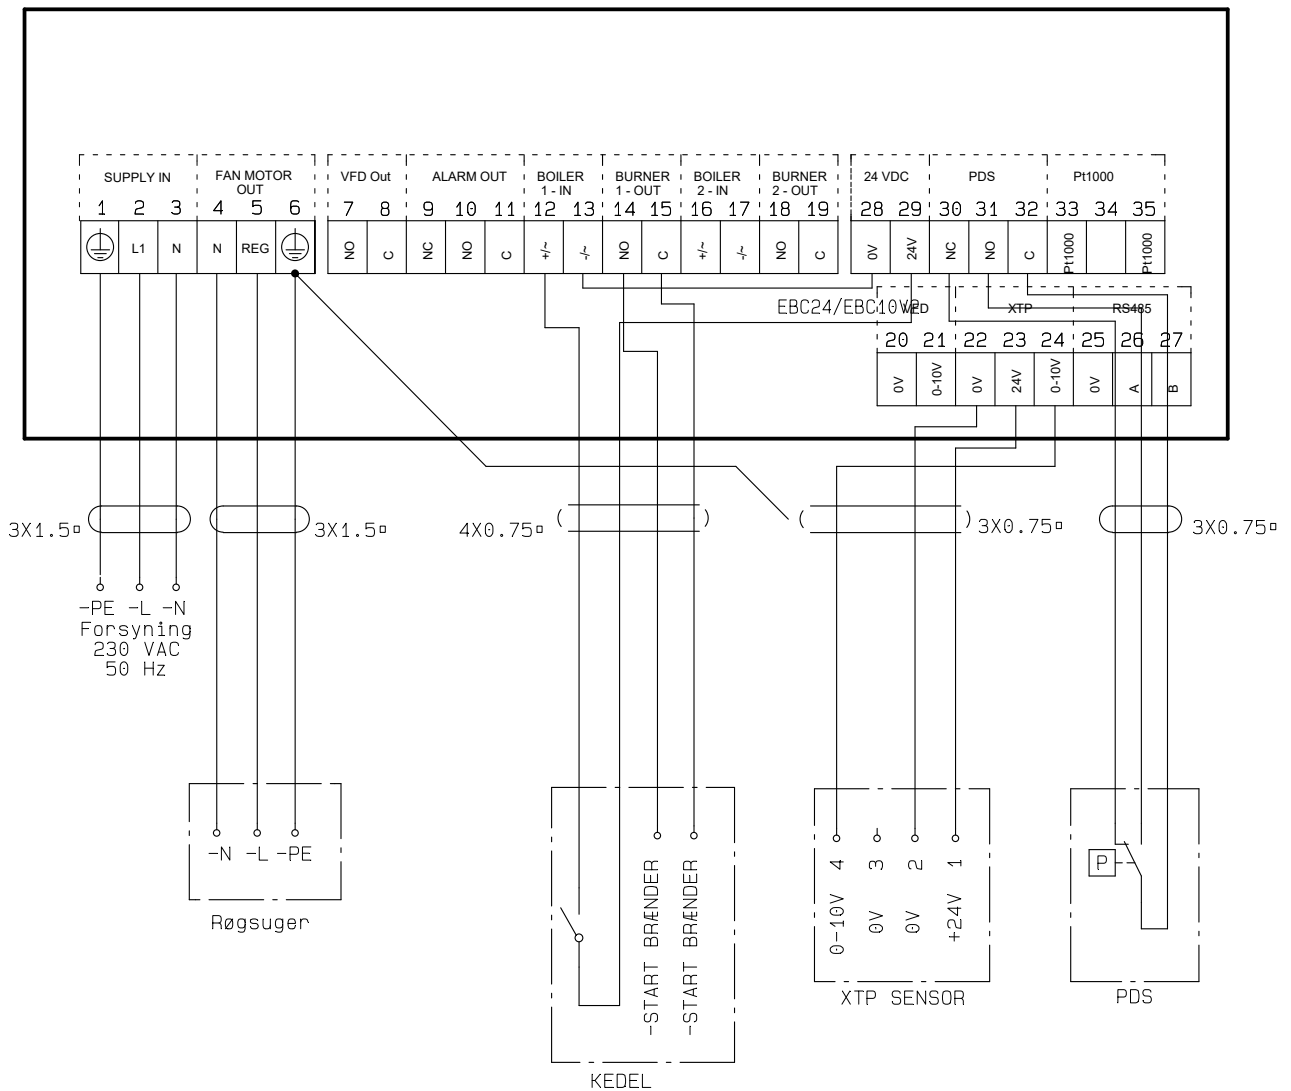 SUPPLY IN
FAN MOTOR
OUT
VFD Out
ALARM OUT
BOILER
1 - IN
BURNER
1 - OUT
BOILER
2 - IN
BURNER
2 - OUT
24 VDC
PDS
Pt1000
1 2 3 4 5 6 7 8 9 10 11 12 13 14 15 16 17 18 19 28 29 30 31 32 33 34 35
L1 N N REG NO C NC NO C +/~ -/~ NO C +/~ -/~ NO C 0V 24V NC NO C Pt1000 Pt1000
EBC24/EBC10V2
VFD
XTP
RS485
20 21 22 23 24 25 26 27
0V 0-10V 0V 24V 0-10V 0V A B
3X1.5▫
3X1.5▫
4X0.75▫
3X0.75▫
3X0.75▫
-PE -L -N
Forsyning
230 VAC
50 Hz
-N -L -PE
Røgsuger
-START BRÆNDER
-START BRÆNDER
KEDEL
4 3 2 1
0-10V 0V 0V +24V
XTP SENSOR
P
PDS